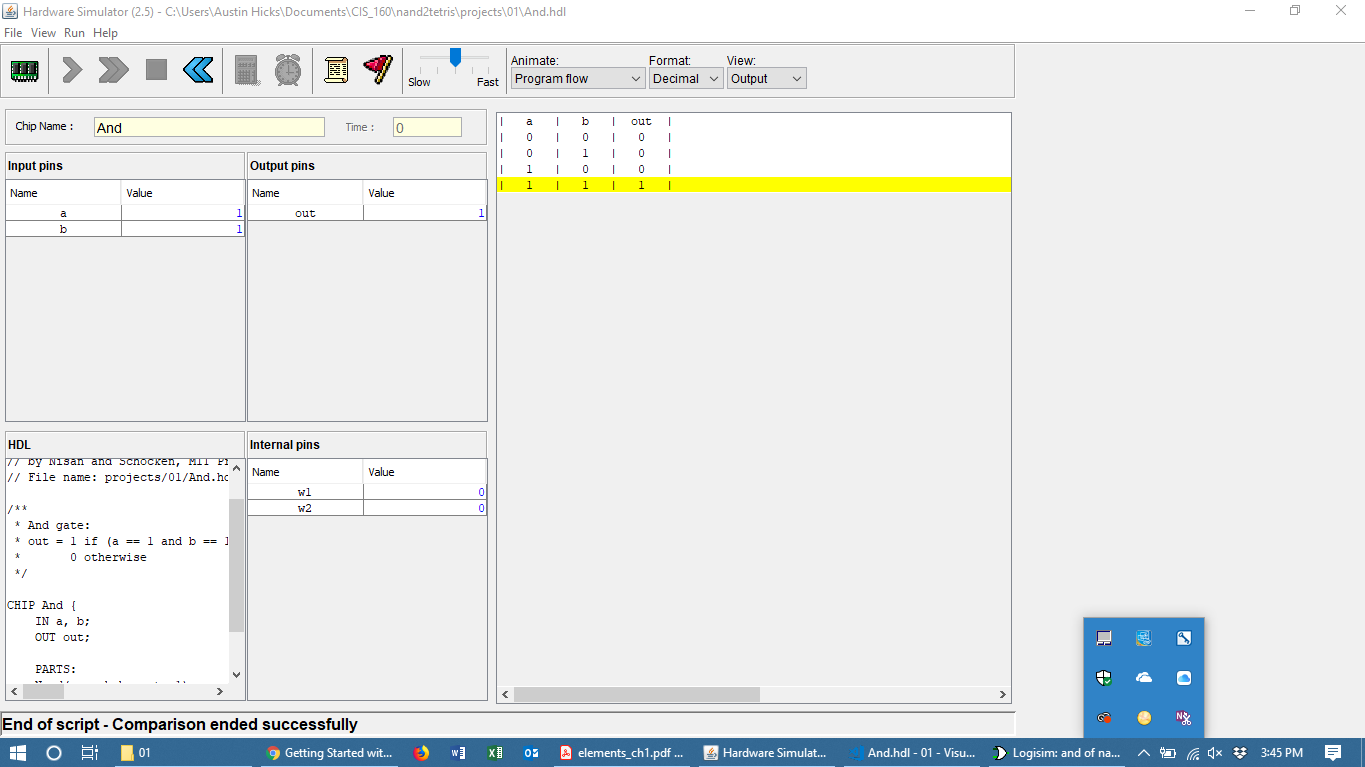 Hardware Simulator (2.5) - C:\Users\Austin Hicks\Documents\CIS_160\nand2tetris\projects\01\And.hdl
File View Run Help
Slow Fast
Animate: Format: View:
Program flow Decimal Output
Chip Name : And Time : 0
Input pins
Name Value
a 1
b 1
Output pins
Name Value
out 1
| a | b | out |
| 0 | 0 | 0 |
| 0 | 1 | 0 |
| 1 | 0 | 0 |
| 1 | 1 | 1 |
HDL
// by Nisan and Schocken, MIT Pr
// File name: projects/01/And.hd
/**
* And gate:
* out = 1 if (a == 1 and b == 1
* 0 otherwise
*/
CHIP And {
IN a, b;
OUT out;
PARTS:
Internal pins
Name Value
w1 0
w2 0
End of script - Comparison ended successfully
01
Getting Started wit...
elements_ch1.pdf ...
Hardware Simulat...
And.hdl - 01 - Visu...
Logisim: and of na...
3:45 PM